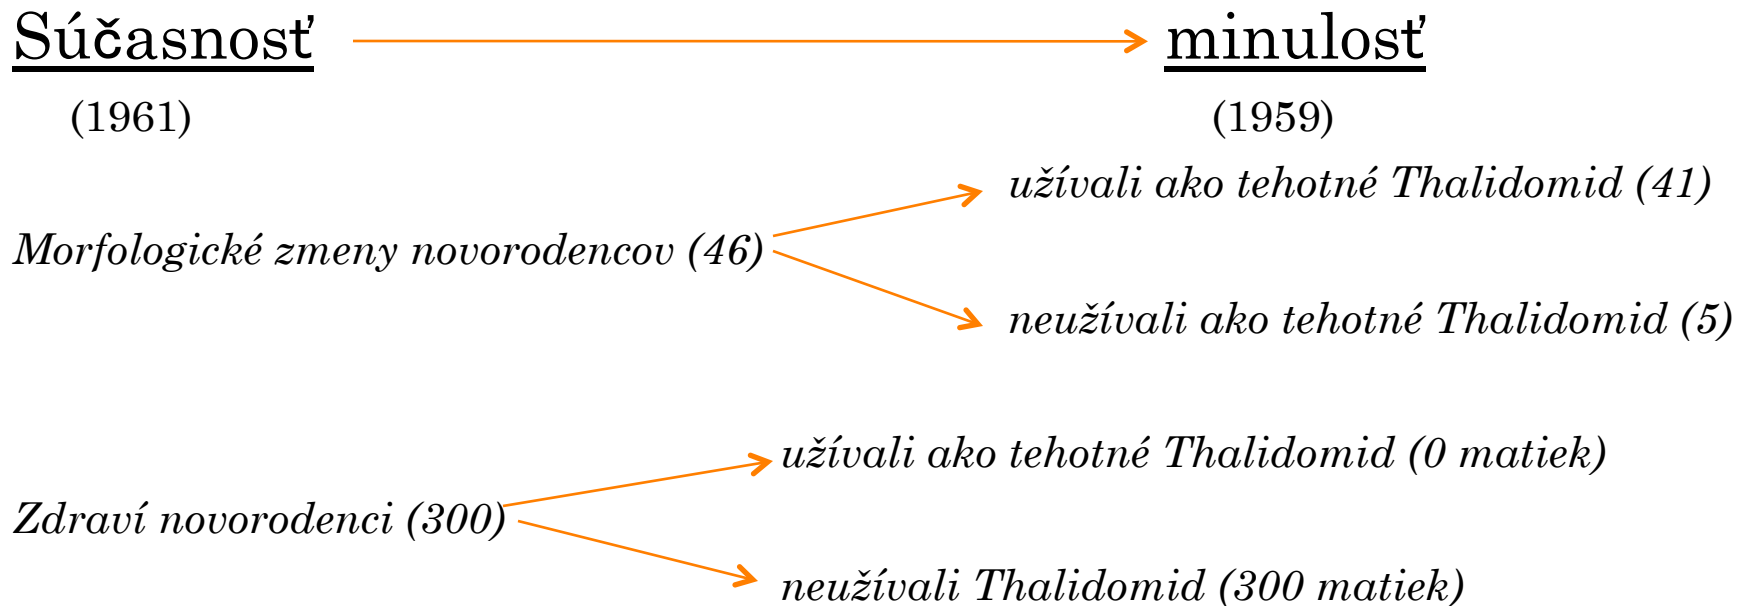 Súčasnosť minulosť
(1961) (1959)
užívali ako tehotné Thalidomid (41)
Morfologické zmeny novorodencov (46)
neužívali ako tehotné Thalidomid (5)
užívali ako tehotné Thalidomid (0 matiek)
Zdraví novorodenci (300)
neužívali Thalidomid (300 matiek)